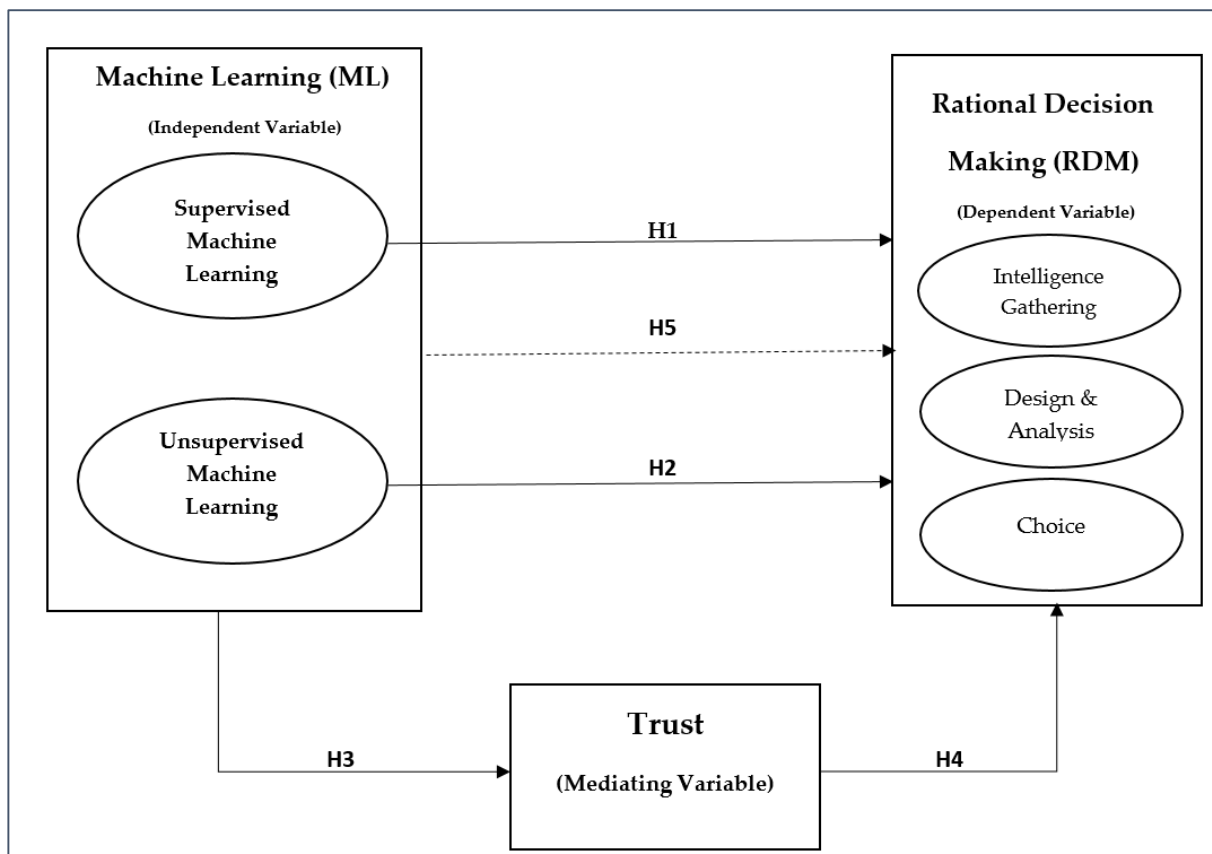 Machine Learning (ML)
(Independent Variable)
Supervised
Machine
Learning
Unsupervised
Machine
Learning
H1
H5
H2
Rational Decision
Making (RDM)
(Dependent Variable)
Intelligence
Gathering
Design &
Analysis
Choice
H3
Trust
(Mediating Variable)
H4